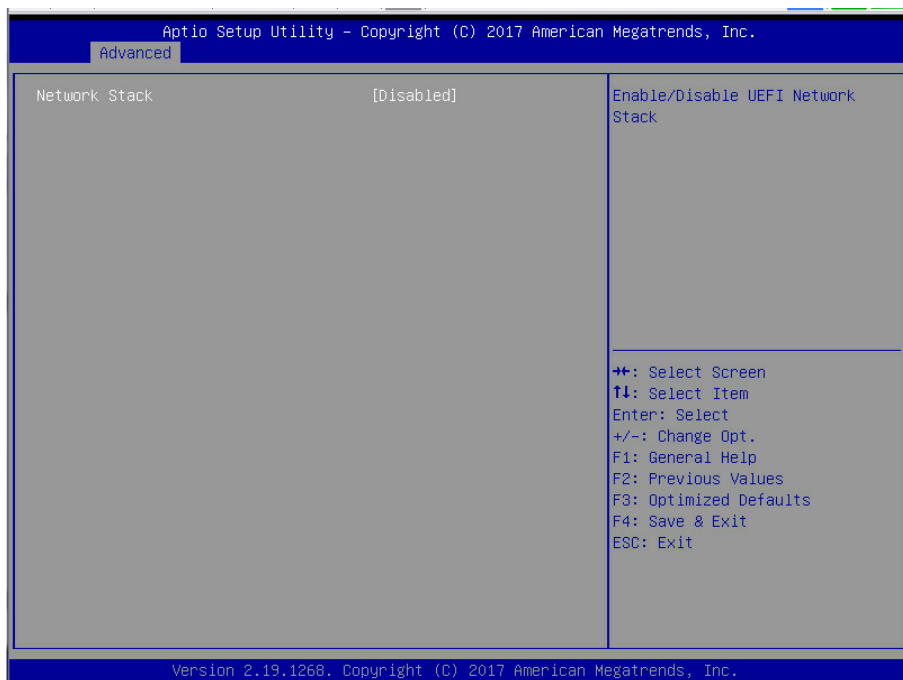 Aptio Setup Utility – Copyright (C) 2017 American Megatrends, Inc.
Advanced
Network Stack [Disabled]
Enable/Disable UEFI Network
Stack
→←: Select Screen
↑↓: Select Item
Enter: Select
+/-: Change Opt.
F1: General Help
F2: Previous Values
F3: Optimized Defaults
F4: Save & Exit
ESC: Exit
Version 2.19.1268. Copyright (C) 2017 American Megatrends, Inc.